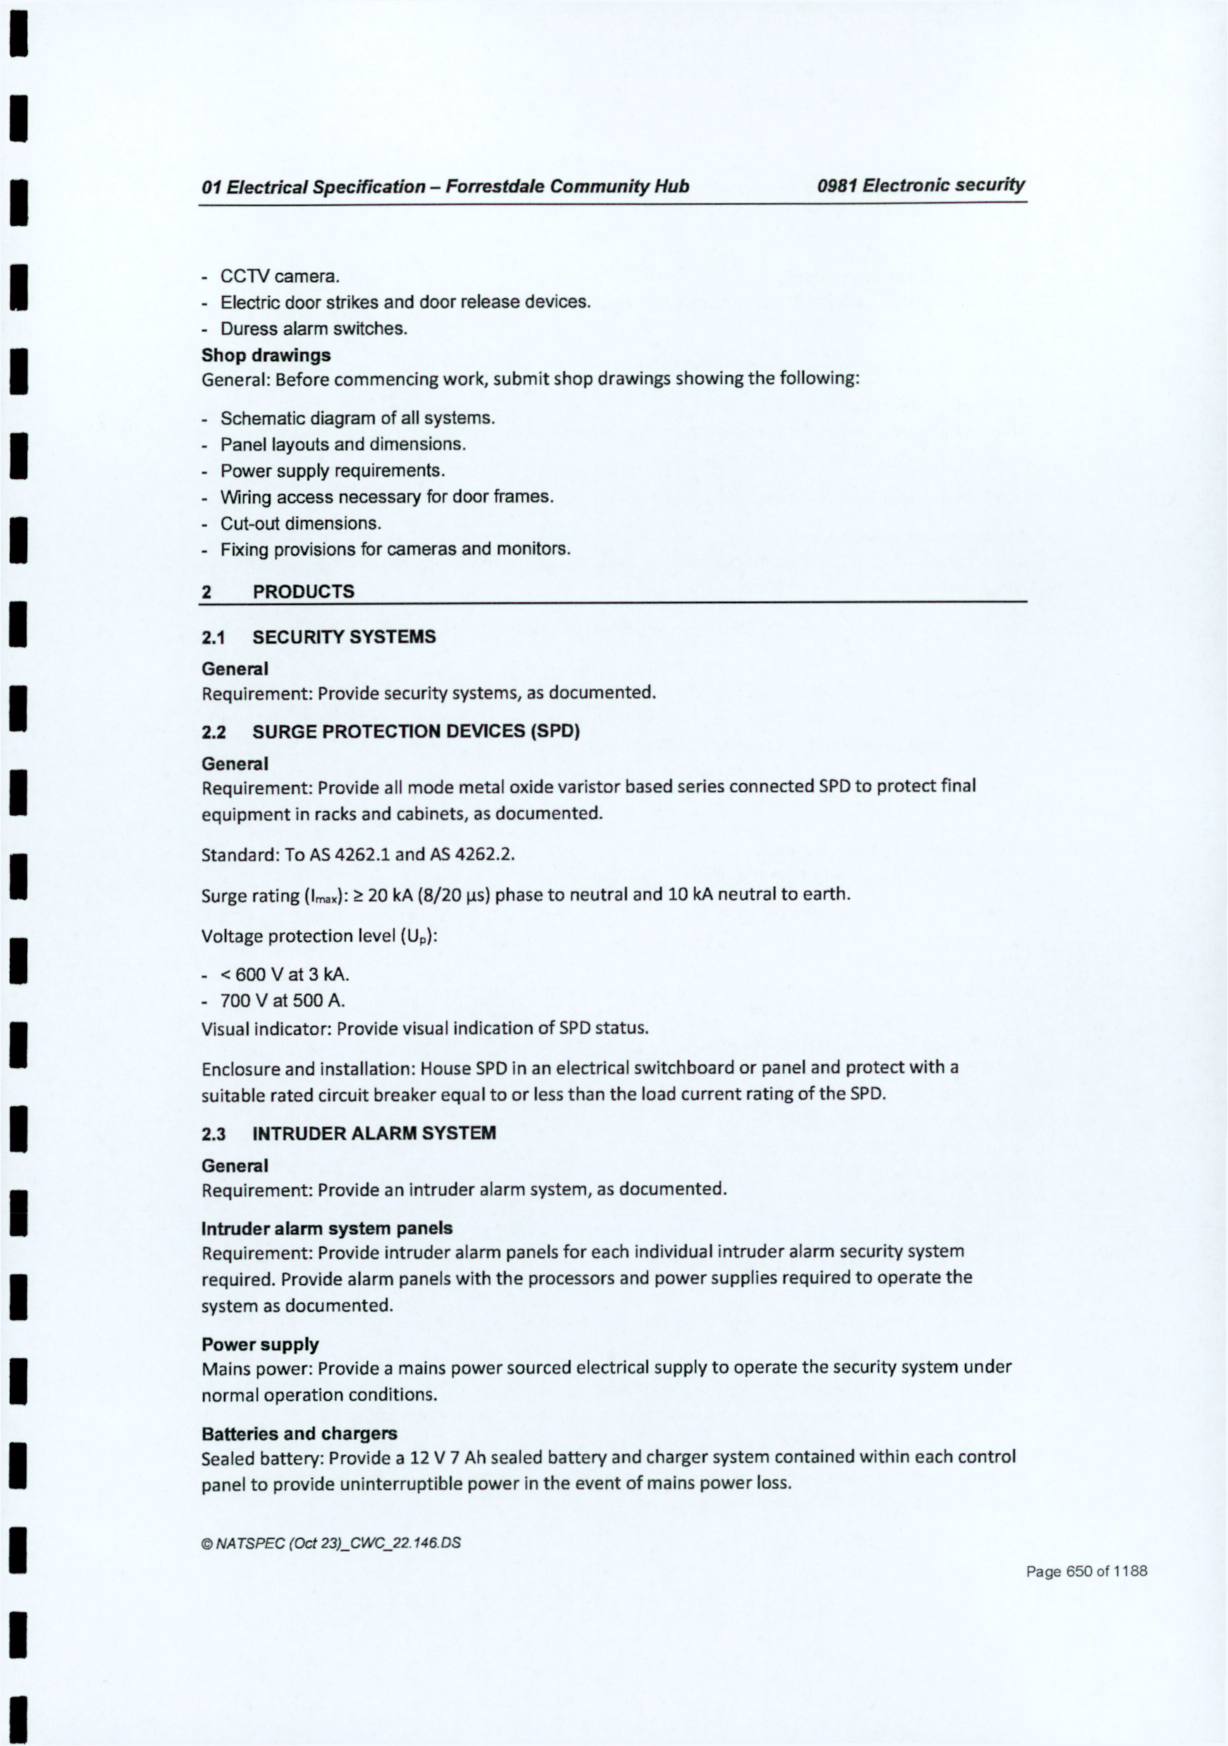 01 Electrical Specification – Forrestdale Community Hub 0981 Electronic security
- CCTV camera.
- Electric door strikes and door release devices.
- Duress alarm switches.
Shop drawings
General: Before commencing work, submit shop drawings showing the following:
- Schematic diagram of all systems.
- Panel layouts and dimensions.
- Power supply requirements.
- Wiring access necessary for door frames.
- Cut-out dimensions.
- Fixing provisions for cameras and monitors.
2 PRODUCTS
2.1 SECURITY SYSTEMS
General
Requirement: Provide security systems, as documented.
2.2 SURGE PROTECTION DEVICES (SPD)
General
Requirement: Provide all mode metal oxide varistor based series connected SPD to protect final
equipment in racks and cabinets, as documented.
Standard: To AS 4262.1 and AS 4262.2.
Surge rating (Imax): ≥ 20 kA (8/20 µs) phase to neutral and 10 kA neutral to earth.
Voltage protection level (Up):
- < 600 V at 3 kA.
- 700 V at 500 A.
Visual indicator: Provide visual indication of SPD status.
Enclosure and installation: House SPD in an electrical switchboard or panel and protect with a
suitable rated circuit breaker equal to or less than the load current rating of the SPD.
2.3 INTRUDER ALARM SYSTEM
General
Requirement: Provide an intruder alarm system, as documented.
Intruder alarm system panels
Requirement: Provide intruder alarm panels for each individual intruder alarm security system
required. Provide alarm panels with the processors and power supplies required to operate the
system as documented.
Power supply
Mains power: Provide a mains power sourced electrical supply to operate the security system under
normal operation conditions.
Batteries and chargers
Sealed battery: Provide a 12 V 7 Ah sealed battery and charger system contained within each control
panel to provide uninterruptible power in the event of mains power loss.
© NATSPEC (Oct 23)_CWC_22.146.DS
Page 650 of 1188